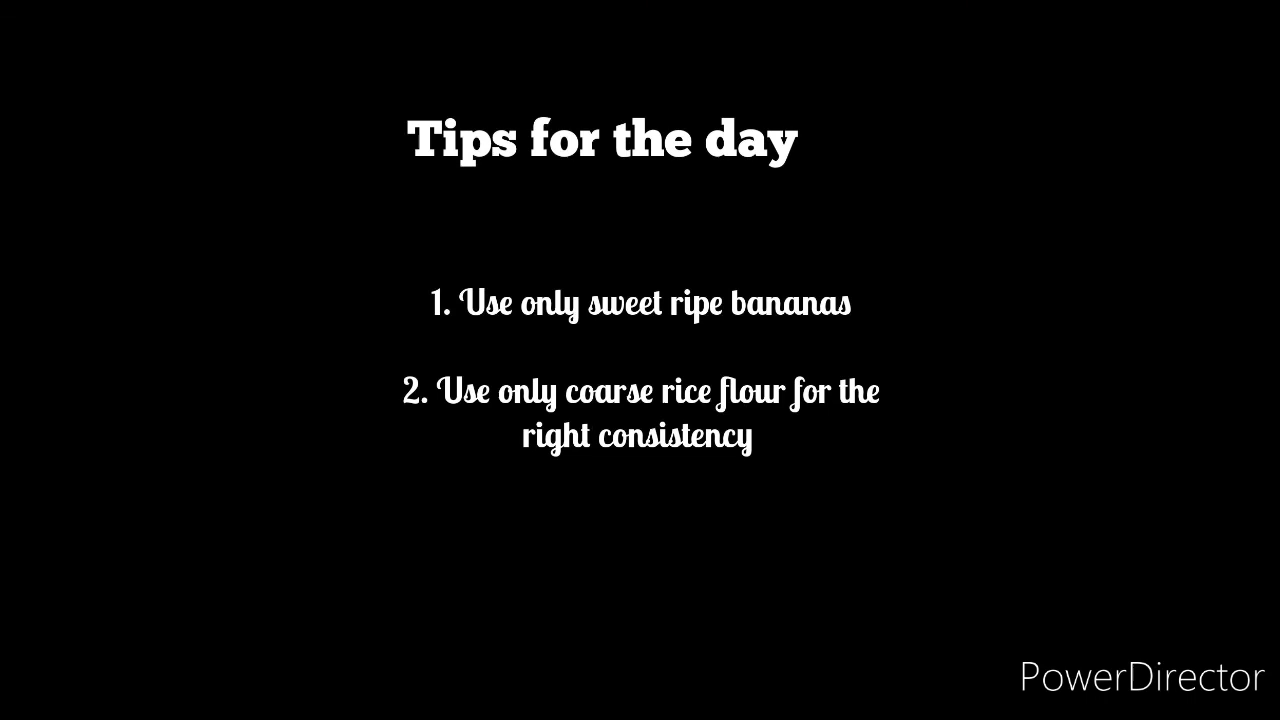 Tips for the day
1. Use only sweet ripe bananas
2. Use only coarse rice flour for the
right consistency
PowerDirector